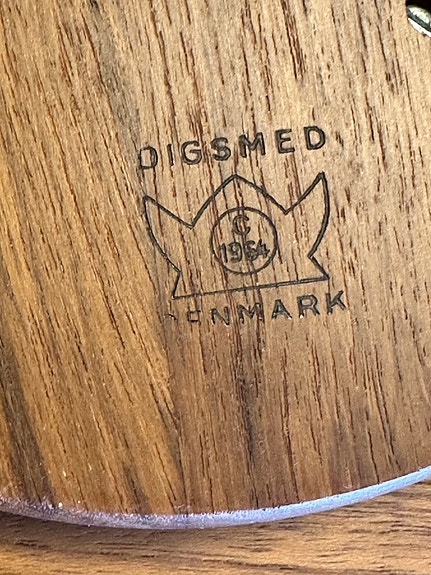 DIGSMED
C
1964
DENMARK